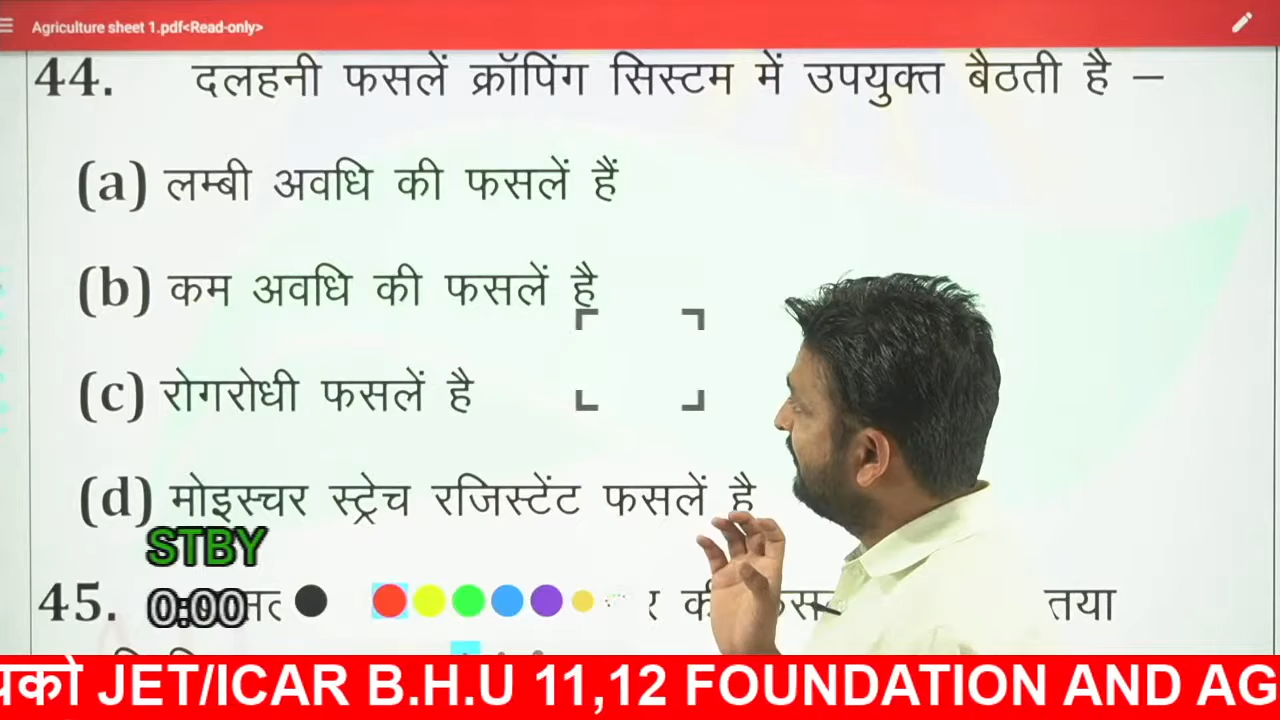 Agriculture sheet 1.pdf<Read-only>
44. दलहनी फसलें क्रॉपिंग सिस्टम में उपयुक्त बैठती है –
(a) लम्बी अवधि की फसलें हैं
(b) कम अवधि की फसलें है
(c) रोगरोधी फसलें है
(d) मोइस्चर स्ट्रेच रजिस्टेंट फसलें है
STBY
45. तया
0:00
JET/ICAR B.H.U 11,12 FOUNDATION AND AG